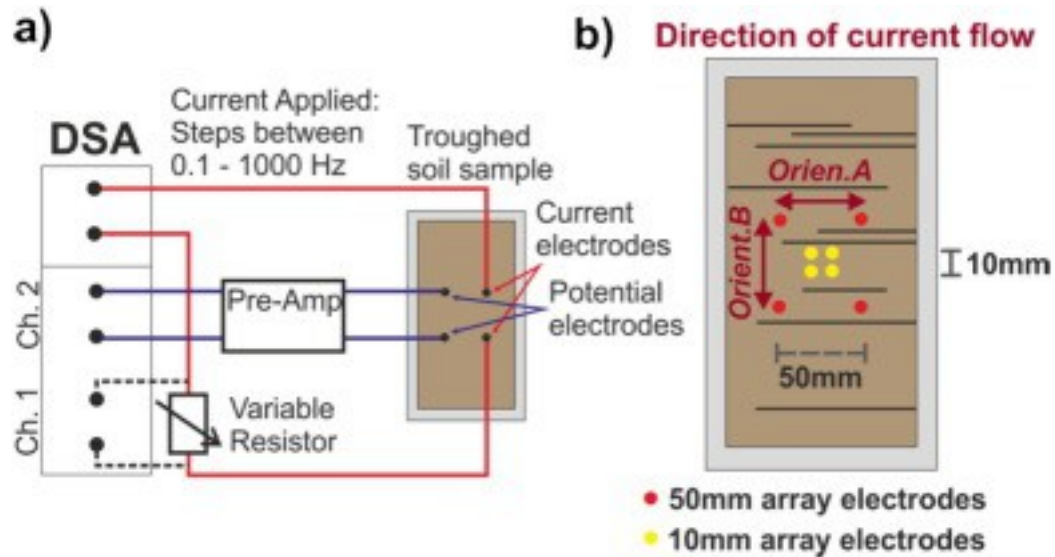 a)
DSA
Current Applied:
Steps between
0.1 - 1000 Hz
Troughed
soil sample
Current
electrodes
Potential
electrodes
Ch. 2
Pre-Amp
Ch. 1
Variable
Resistor
b)
Direction of current flow
Orien.A
Orient.B
10mm
50mm
50mm array electrodes
10mm array electrodes